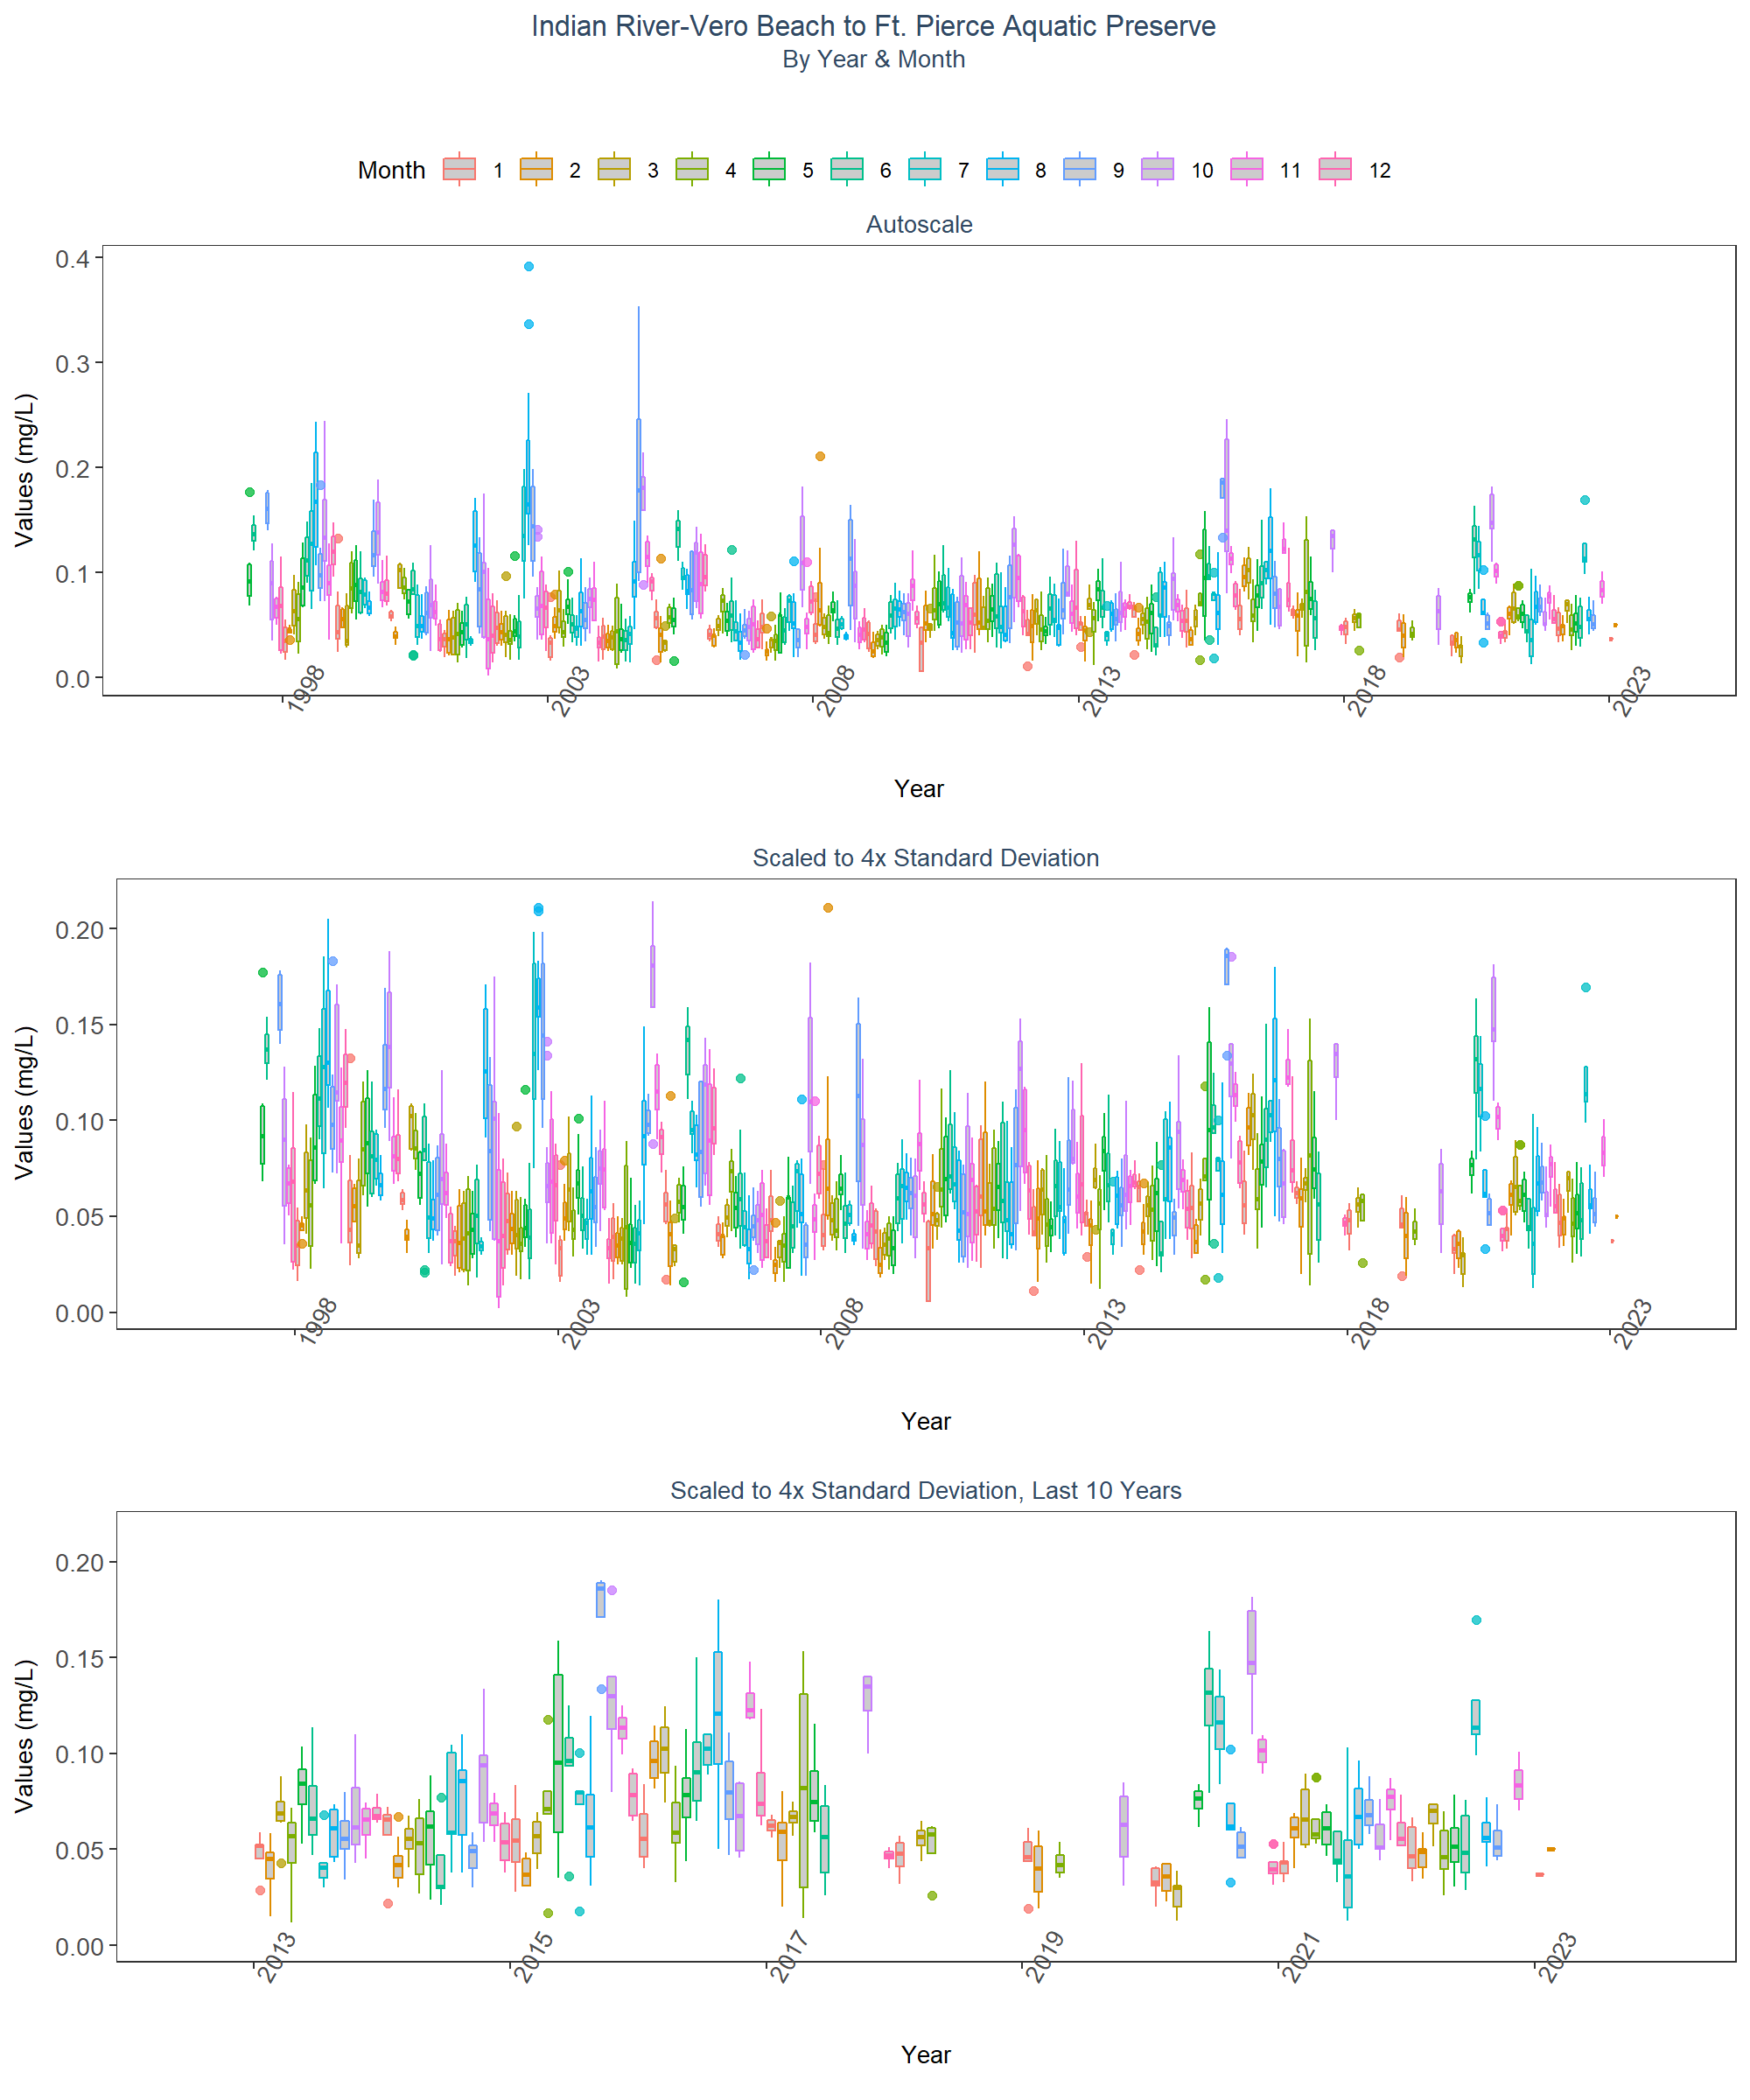 Indian River-Vero Beach to Ft. Pierce Aquatic Preserve
By Year & Month
Month 1 2 3 4 5 6 7 8 9 10 11 12
Autoscale
Values (mg/L)
0.4
0.3
0.2
0.1
0.0
1998 2003 2008 2013 2018 2023
Year
Scaled to 4x Standard Deviation
Values (mg/L)
0.20
0.15
0.10
0.05
0.00
1998 2003 2008 2013 2018 2023
Year
Scaled to 4x Standard Deviation, Last 10 Years
Values (mg/L)
0.20
0.15
0.10
0.05
0.00
2013 2015 2017 2019 2021 2023
Year